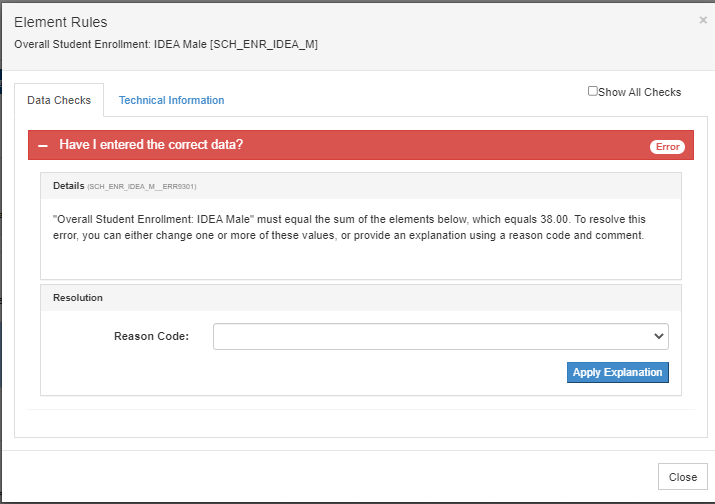 Element Rules
×
Overall Student Enrollment: IDEA Male [SCH_ENR_IDEA_M]
Data Checks
Technical Information
Show All Checks
– Have I entered the correct data?
Error
Details (SCH_ENR_IDEA_M__ERR9301)
"Overall Student Enrollment: IDEA Male" must equal the sum of the elements below, which equals 38.00. To resolve this
error, you can either change one or more of these values, or provide an explanation using a reason code and comment.
Resolution
Reason Code:
Apply Explanation
Close